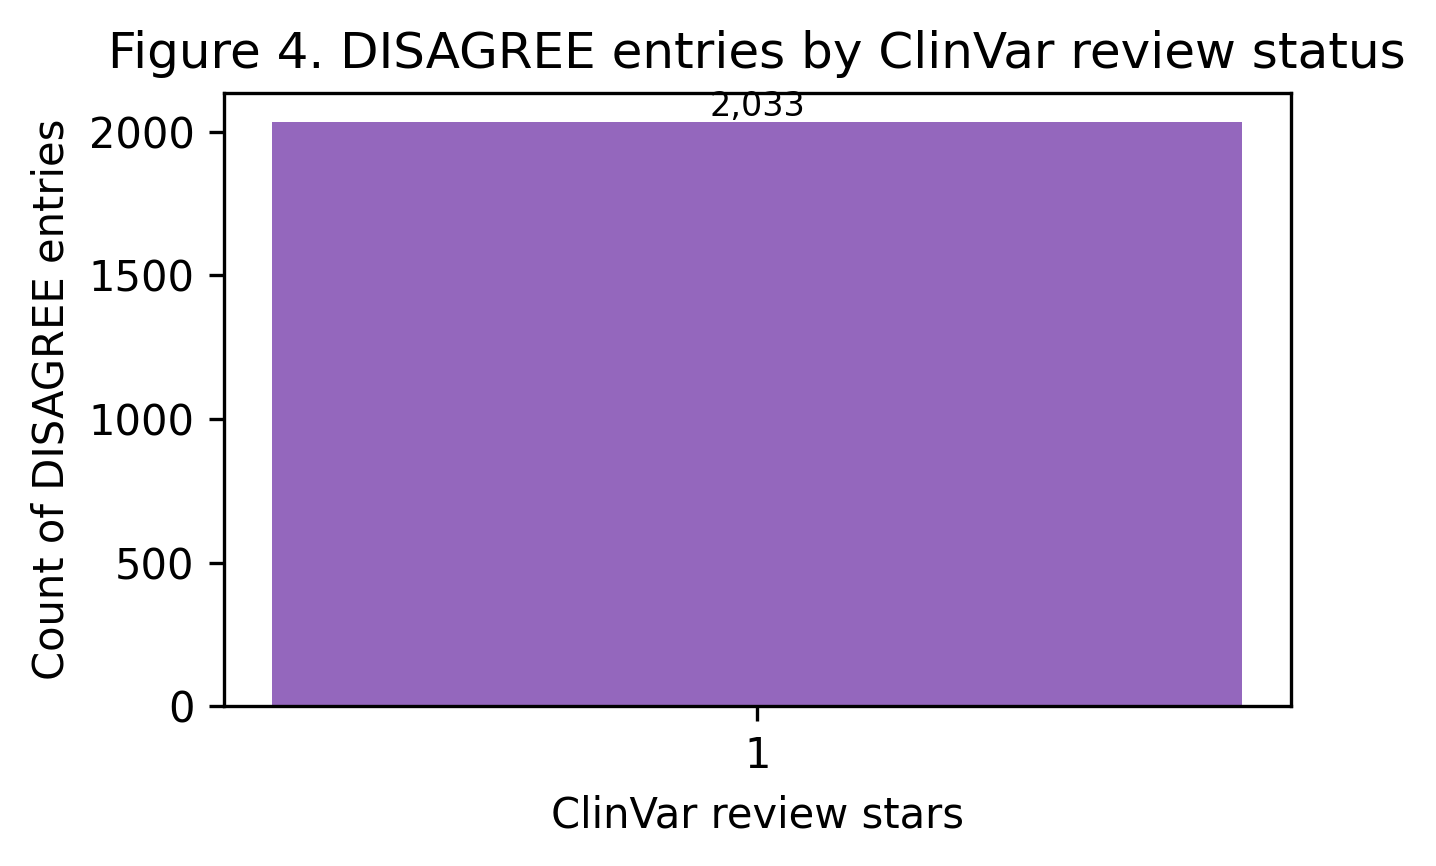 Figure 4. DISAGREE entries by ClinVar review status
2,033
Count of DISAGREE entries
2000
1500
1000
500
0
1
ClinVar review stars